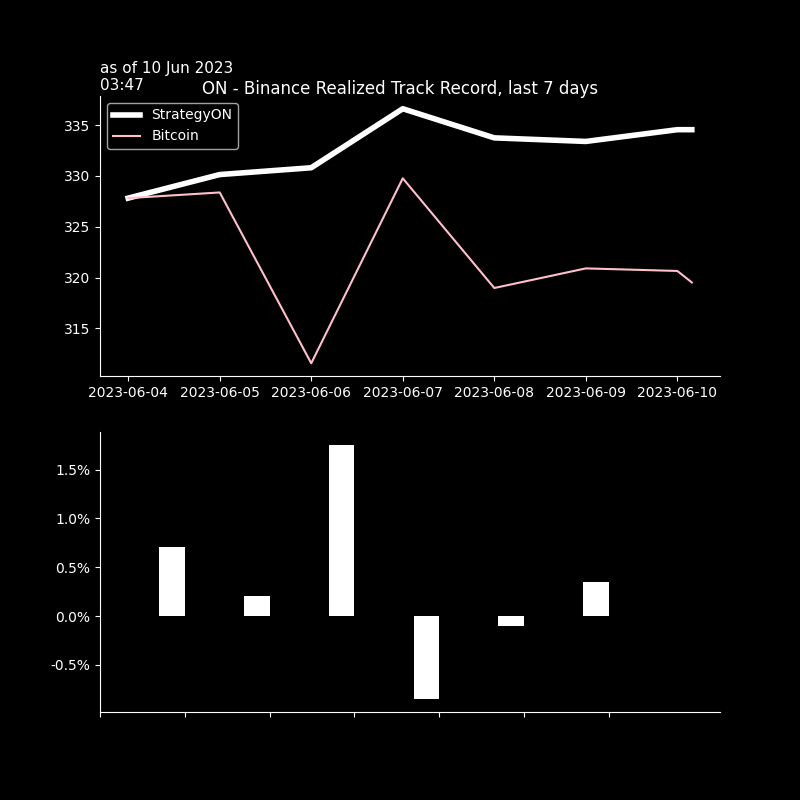 as of 10 Jun 2023
03:47
ON - Binance Realized Track Record, last 7 days
StrategyON
Bitcoin
335
330
325
320
315
2023-06-04 2023-06-05 2023-06-06 2023-06-07 2023-06-08 2023-06-09 2023-06-10
1.5%
1.0%
0.5%
0.0%
-0.5%